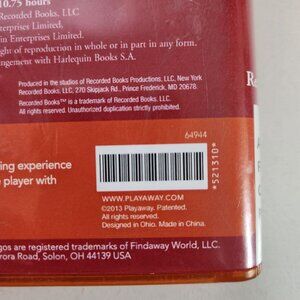 10.75 hours
Recorded Books, LLC
Enterprises Limited.
in Enterprises Limited.
ght of reproduction in whole or in part in any form.
angement with Harlequin Books S.A.
Produced in the studios of Recorded Books Productions, LLC, New York
Recorded Books, LLC, 270 Skipjack Rd., Prince Frederick, MD 20678.
Recorded Books™ is a trademark of Recorded Books, LLC.
All rights reserved. Unauthorized duplication strictly prohibited.
64944
ing experience
e player with
*521310*
WWW.PLAYAWAY.COM
©2013 Playaway. Patented.
All rights reserved.
Designed in Ohio. Made in China.
gos are registered trademarks of Findaway World, LLC.
rora Road, Solon, OH 44139 USA